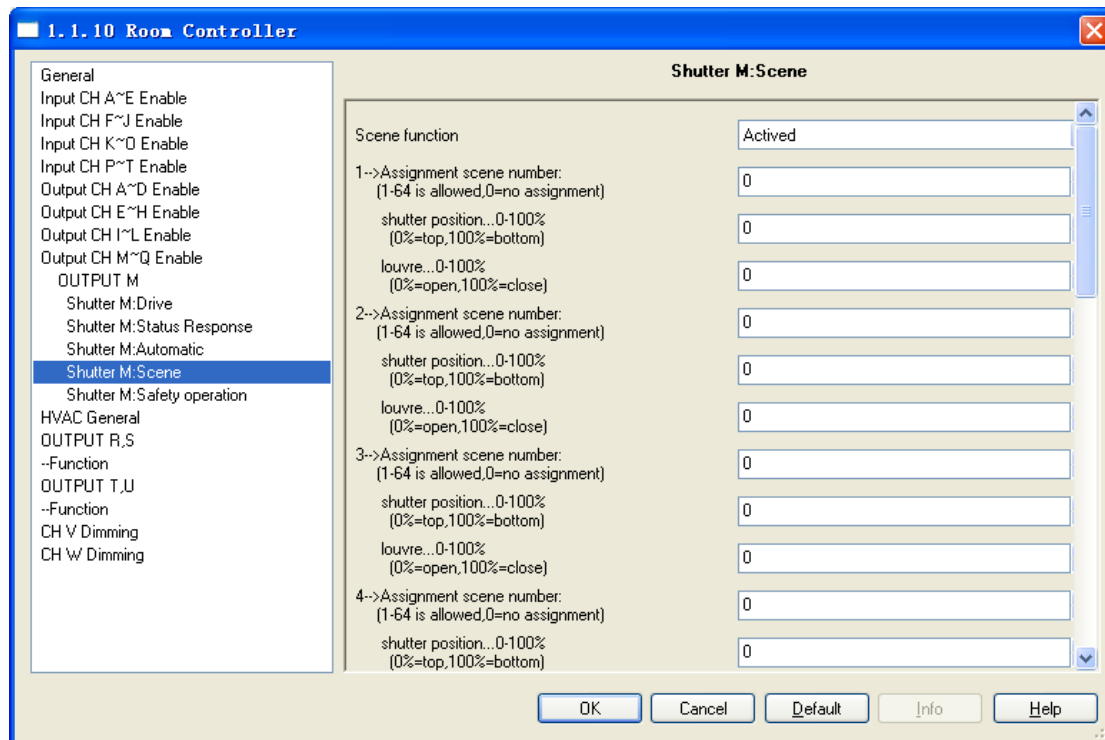 1.1.10 Room Controller
General
Input CH A~E Enable
Input CH F~J Enable
Input CH K~O Enable
Input CH P~T Enable
Output CH A~D Enable
Output CH E~H Enable
Output CH I~L Enable
Output CH M~Q Enable
OUTPUT M
Shutter M:Drive
Shutter M:Status Response
Shutter M:Automatic
Shutter M:Scene
Shutter M:Safety operation
HVAC General
OUTPUT R,S
--Function
OUTPUT T,U
--Function
CH V Dimming
CH W Dimming
Shutter M:Scene
Scene function Actived
1-->Assignment scene number:
(1-64 is allowed,0=no assignment) 0
shutter position...0-100%
(0%=top,100%=bottom) 0
louvre...0-100%
(0%=open,100%=close) 0
2-->Assignment scene number:
(1-64 is allowed,0=no assignment) 0
shutter position...0-100%
(0%=top,100%=bottom) 0
louvre...0-100%
(0%=open,100%=close) 0
3-->Assignment scene number:
(1-64 is allowed,0=no assignment) 0
shutter position...0-100%
(0%=top,100%=bottom) 0
louvre...0-100%
(0%=open,100%=close) 0
4-->Assignment scene number:
(1-64 is allowed,0=no assignment) 0
shutter position...0-100%
(0%=top,100%=bottom) 0
OK Cancel Default Info Help